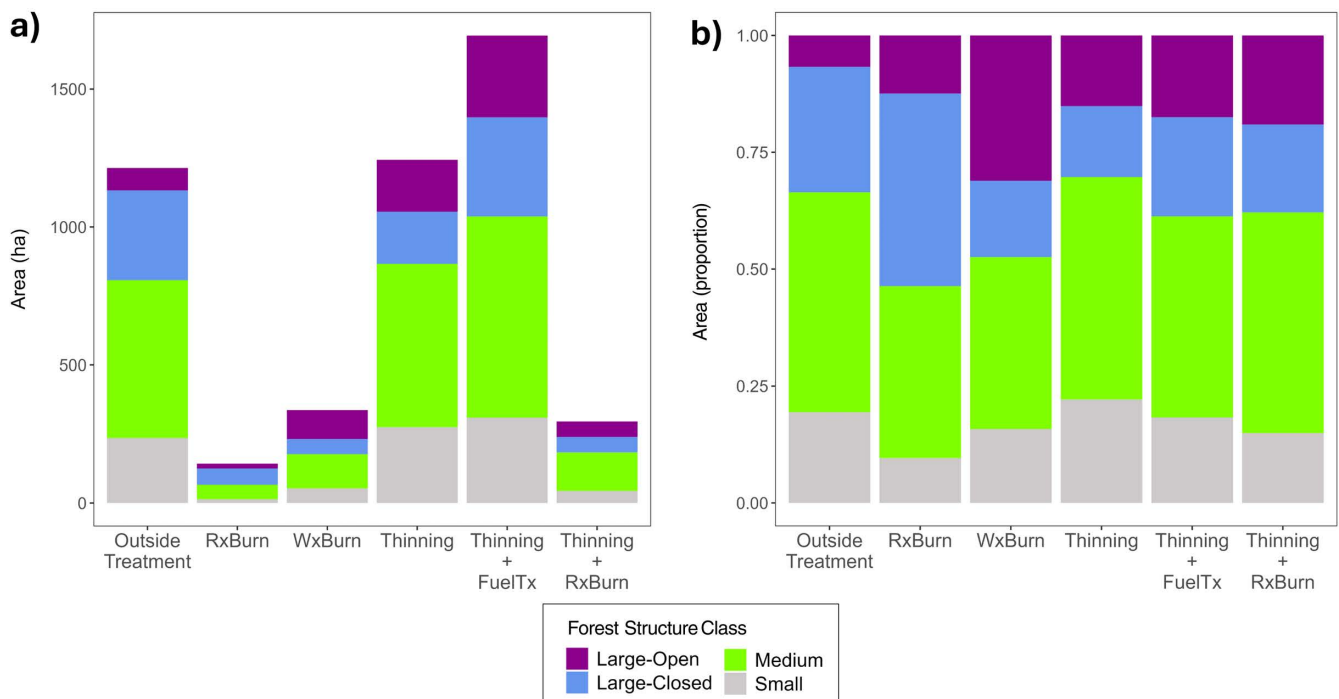 a)
Area (ha)
1500
1000
500
0
Outside
Treatment
RxBurn
WxBurn
Thinning
Thinning
+
FuelTx
Thinning
+
RxBurn
b)
Area (proportion)
1.00
0.75
0.50
0.25
0.00
Outside
Treatment
RxBurn
WxBurn
Thinning
Thinning
+
FuelTx
Thinning
+
RxBurn
Forest Structure Class
Large-Open
Medium
Large-Closed
Small